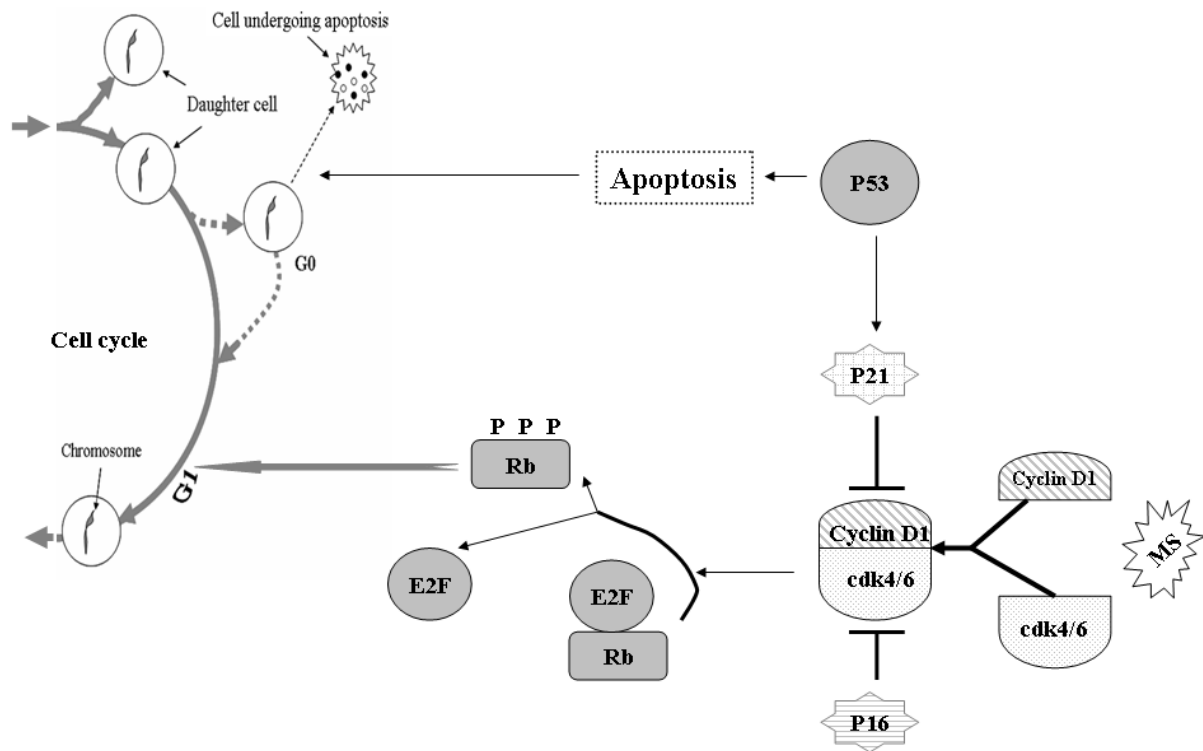 Cell undergoing apoptosis
Daughter cell
Apoptosis
P53
G0
Cell cycle
P21
Chromosome
G1
P P P
Rb
Cyclin D1
Cyclin D1
MS
cdk4/6
E2F
E2F
cdk4/6
Rb
P16